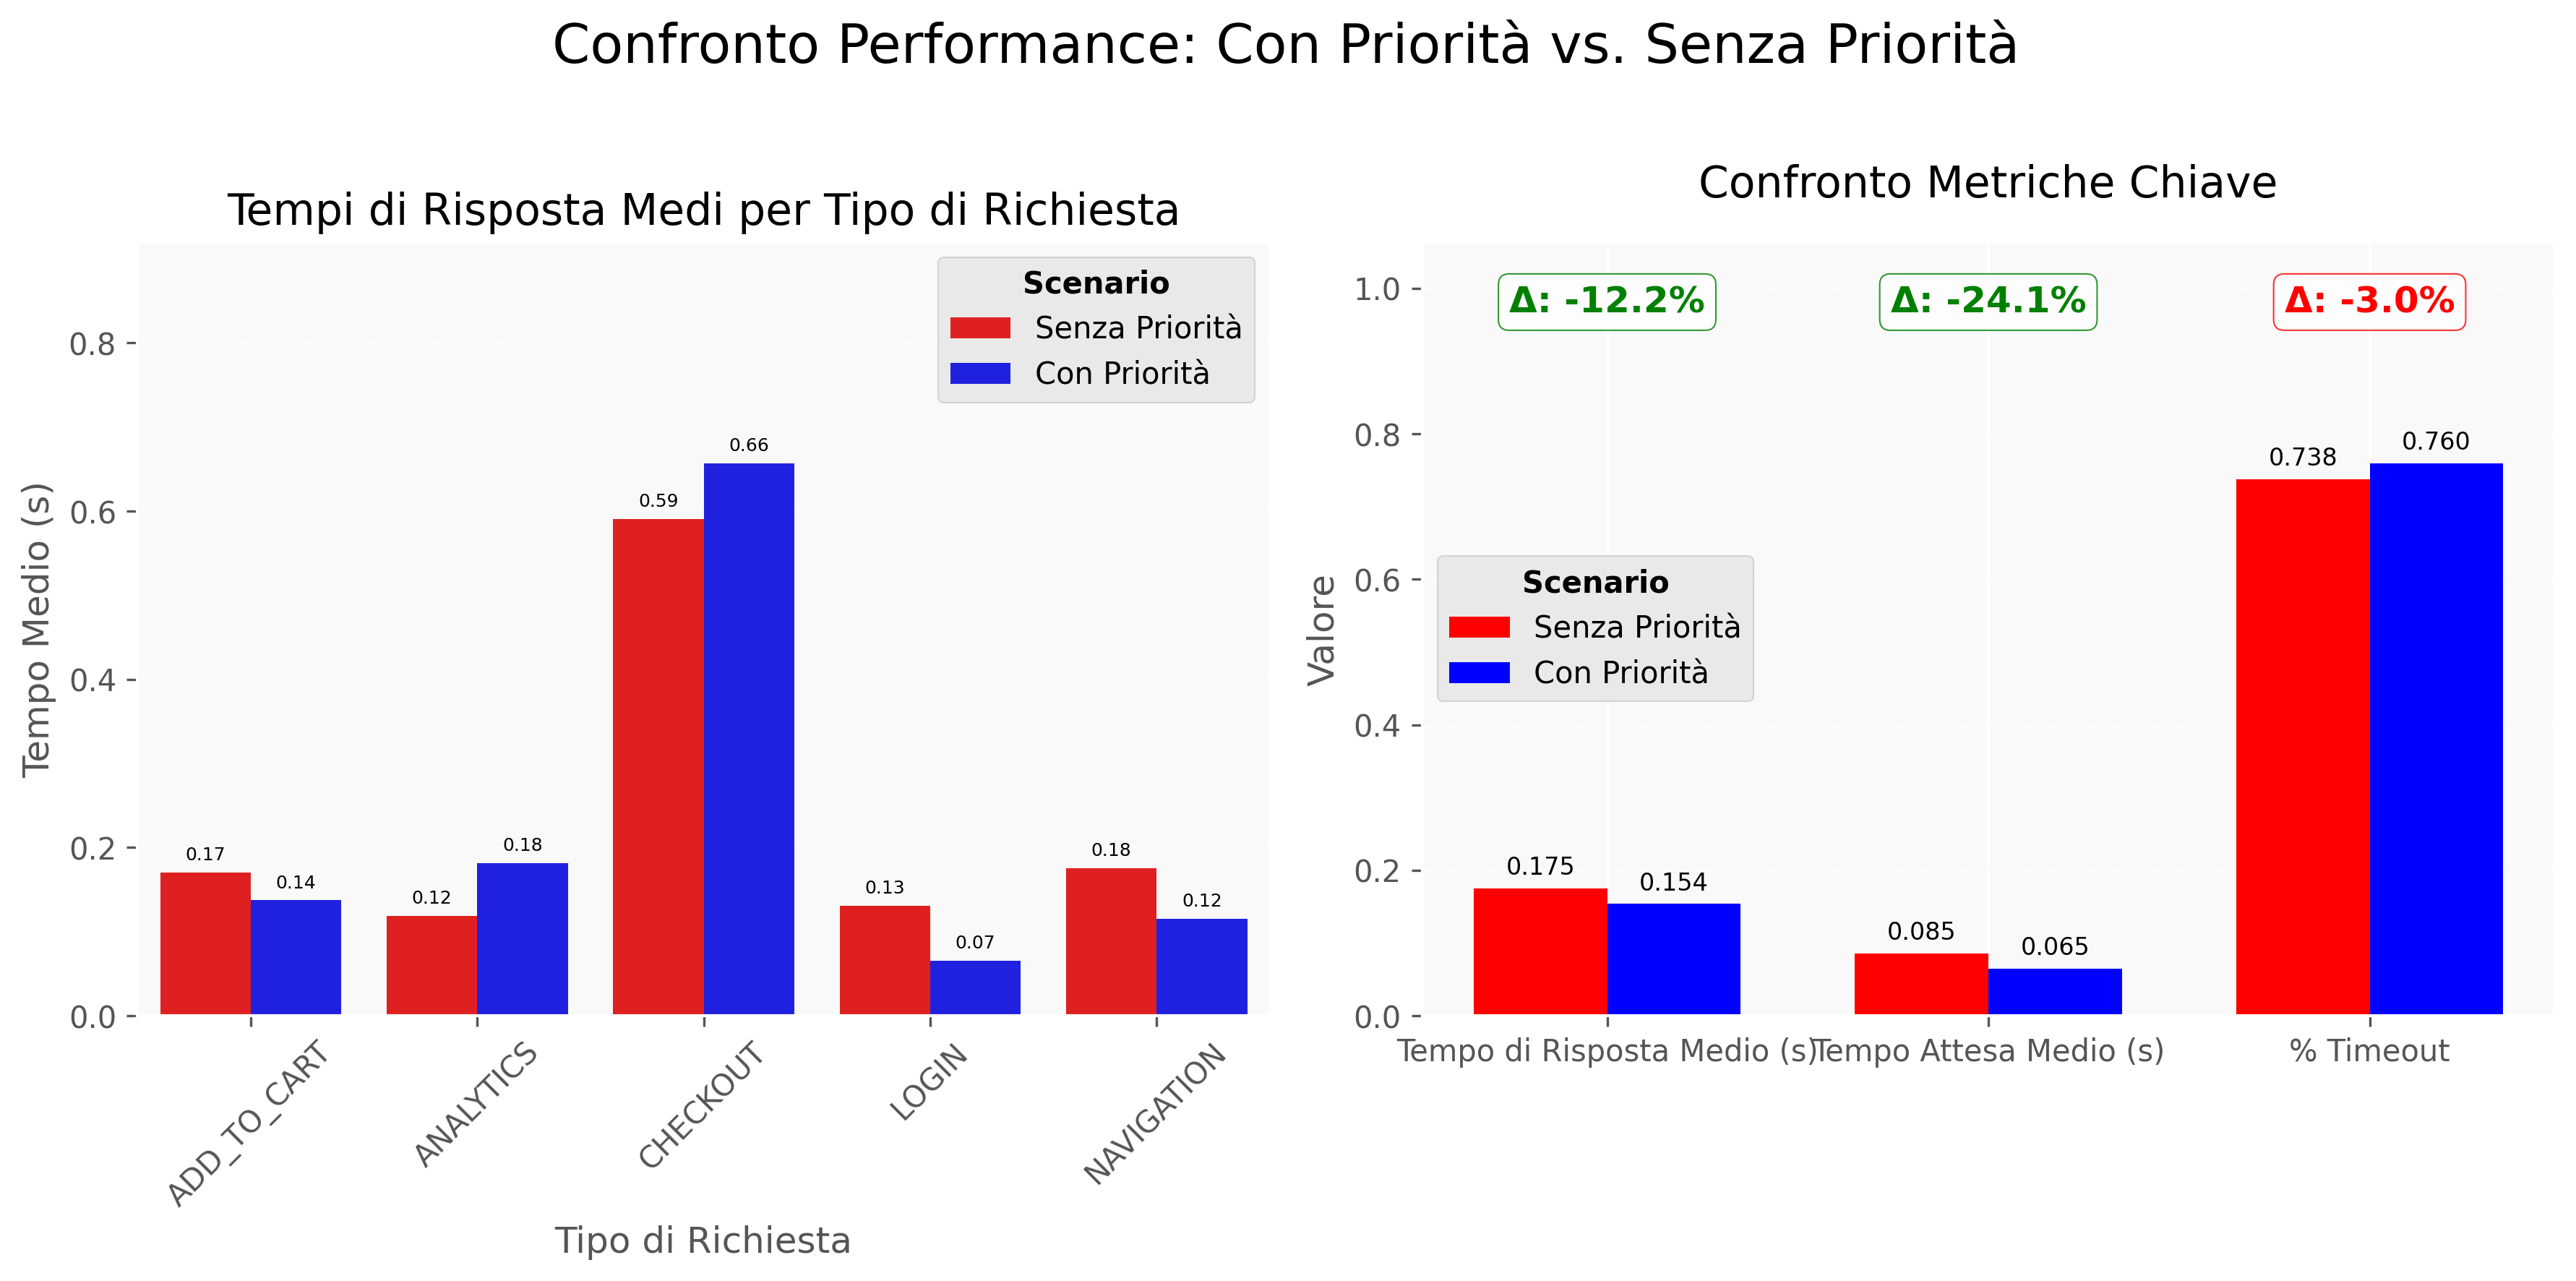 Confronto Performance: Con Priorità vs. Senza Priorità
Tempi di Risposta Medi per Tipo di Richiesta
Tempo Medio (s)
0.8
0.6
0.4
0.2
0.0
Scenario
Senza Priorità
Con Priorità
0.17
0.14
0.12
0.18
0.59
0.66
0.13
0.07
0.18
0.12
ADD_TO_CART
ANALYTICS
CHECKOUT
LOGIN
NAVIGATION
Tipo di Richiesta
Confronto Metriche Chiave
Valore
1.0
0.8
0.6
0.4
0.2
0.0
Δ: -12.2%
Δ: -24.1%
Δ: -3.0%
Scenario
Senza Priorità
Con Priorità
0.175
0.154
0.085
0.065
0.738
0.760
Tempo di Risposta Medio (s)
Tempo Attesa Medio (s)
% Timeout